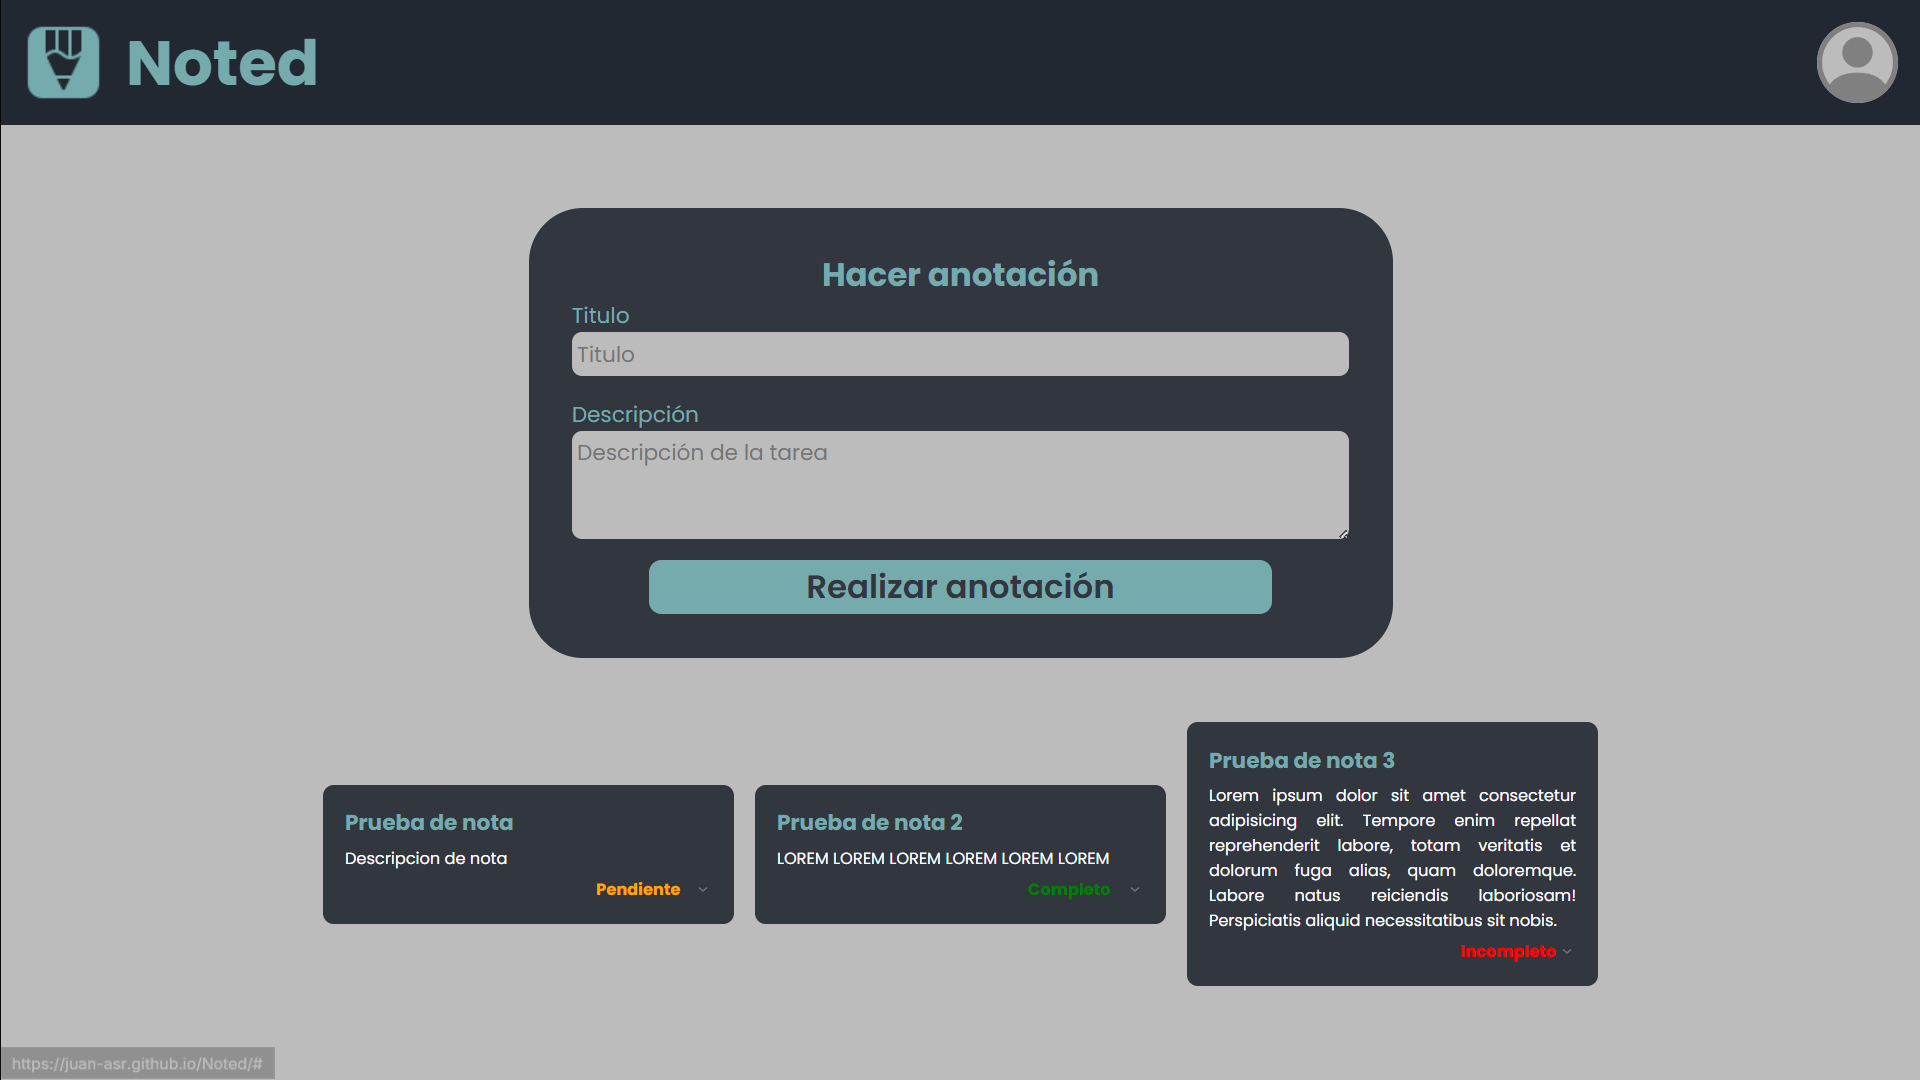 Noted
Hacer anotación
Titulo
Titulo
Descripción
Descripción de la tarea
Realizar anotación
Prueba de nota
Descripcion de nota
Pendiente
Prueba de nota 2
LOREM LOREM LOREM LOREM LOREM LOREM
Completo
Prueba de nota 3
Lorem ipsum dolor sit amet consectetur
adipisicing elit. Tempore enim repellat
reprehenderit labore, totam veritatis et
dolorum fuga alias, quam doloremque.
Labore natus reiciendis laboriosam!
Perspiciatis aliquid necessitatibus sit nobis.
Incompleto
https://juan-asr.github.io/Noted/#